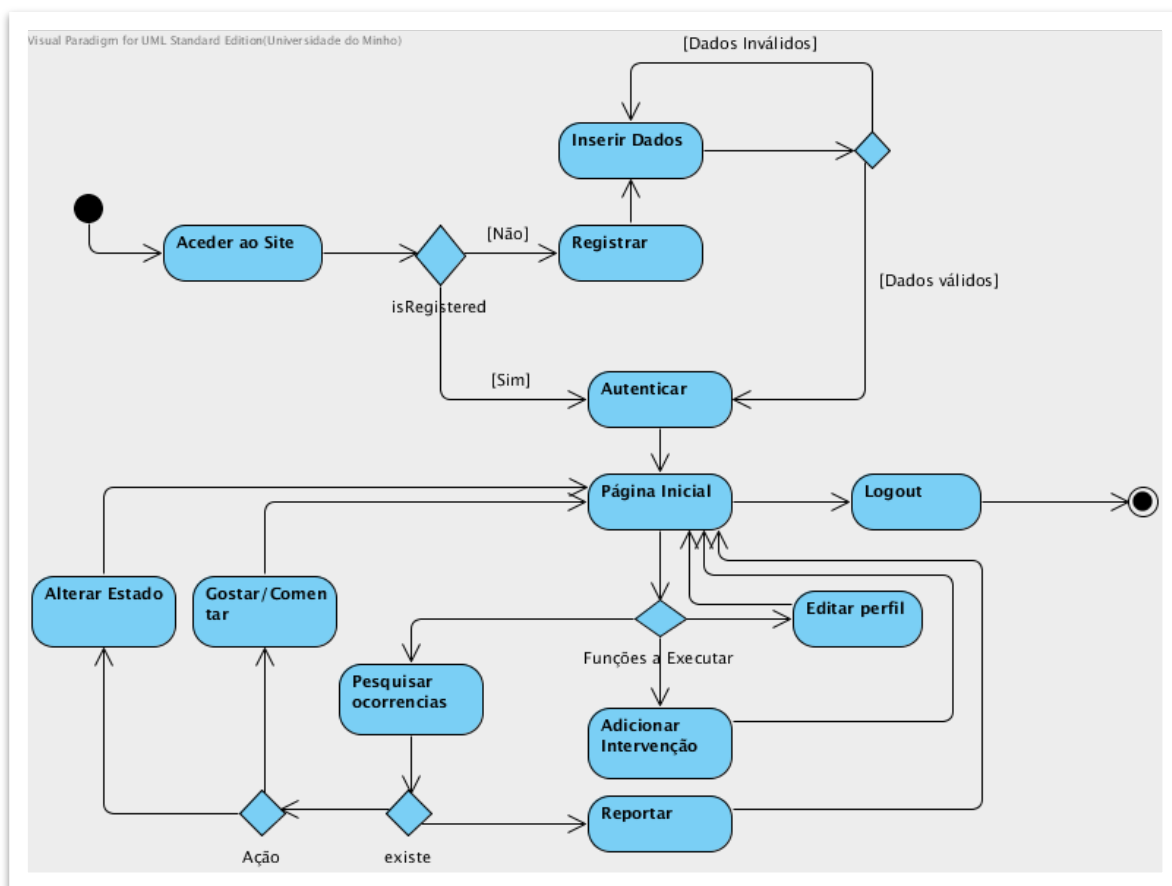 Visual Paradigm for UML Standard Edition(Universidade do Minho)
[Dados Inválidos]
Inserir Dados
Aceder ao Site
[Não]
Registrar
[Dados válidos]
isRegistered
[Sim]
Autenticar
Página Inicial
Logout
Alterar Estado
Gostar/Comen
tar
Editar perfil
Funções a Executar
Pesquisar
ocorrencias
Adicionar
Intervenção
Reportar
Ação
existe